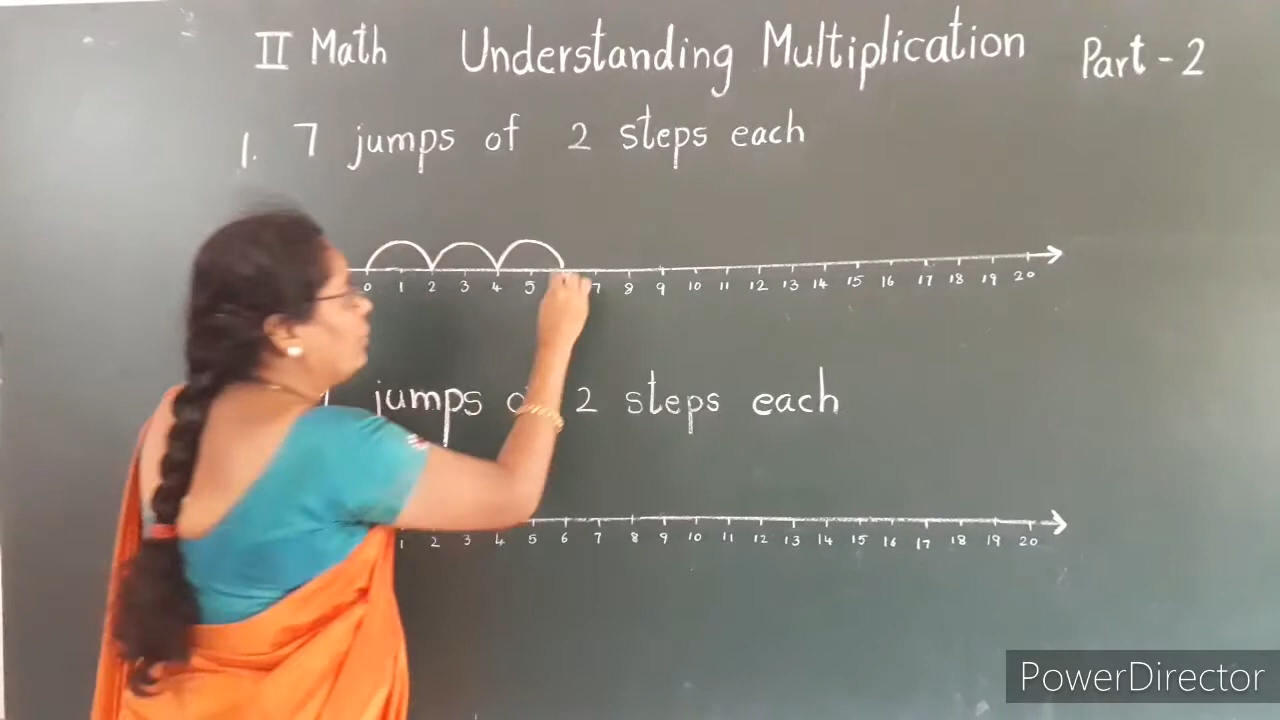 II Math Understanding Multiplication Part - 2
1. 7 jumps of 2 steps each
0 1 2 3 4 5 7 8 9 10 11 12 13 14 15 16 17 18 19 20
jumps 2 steps each
1 2 3 4 5 6 7 8 9 10 11 12 13 14 15 16 17 18 19 20
PowerDirector